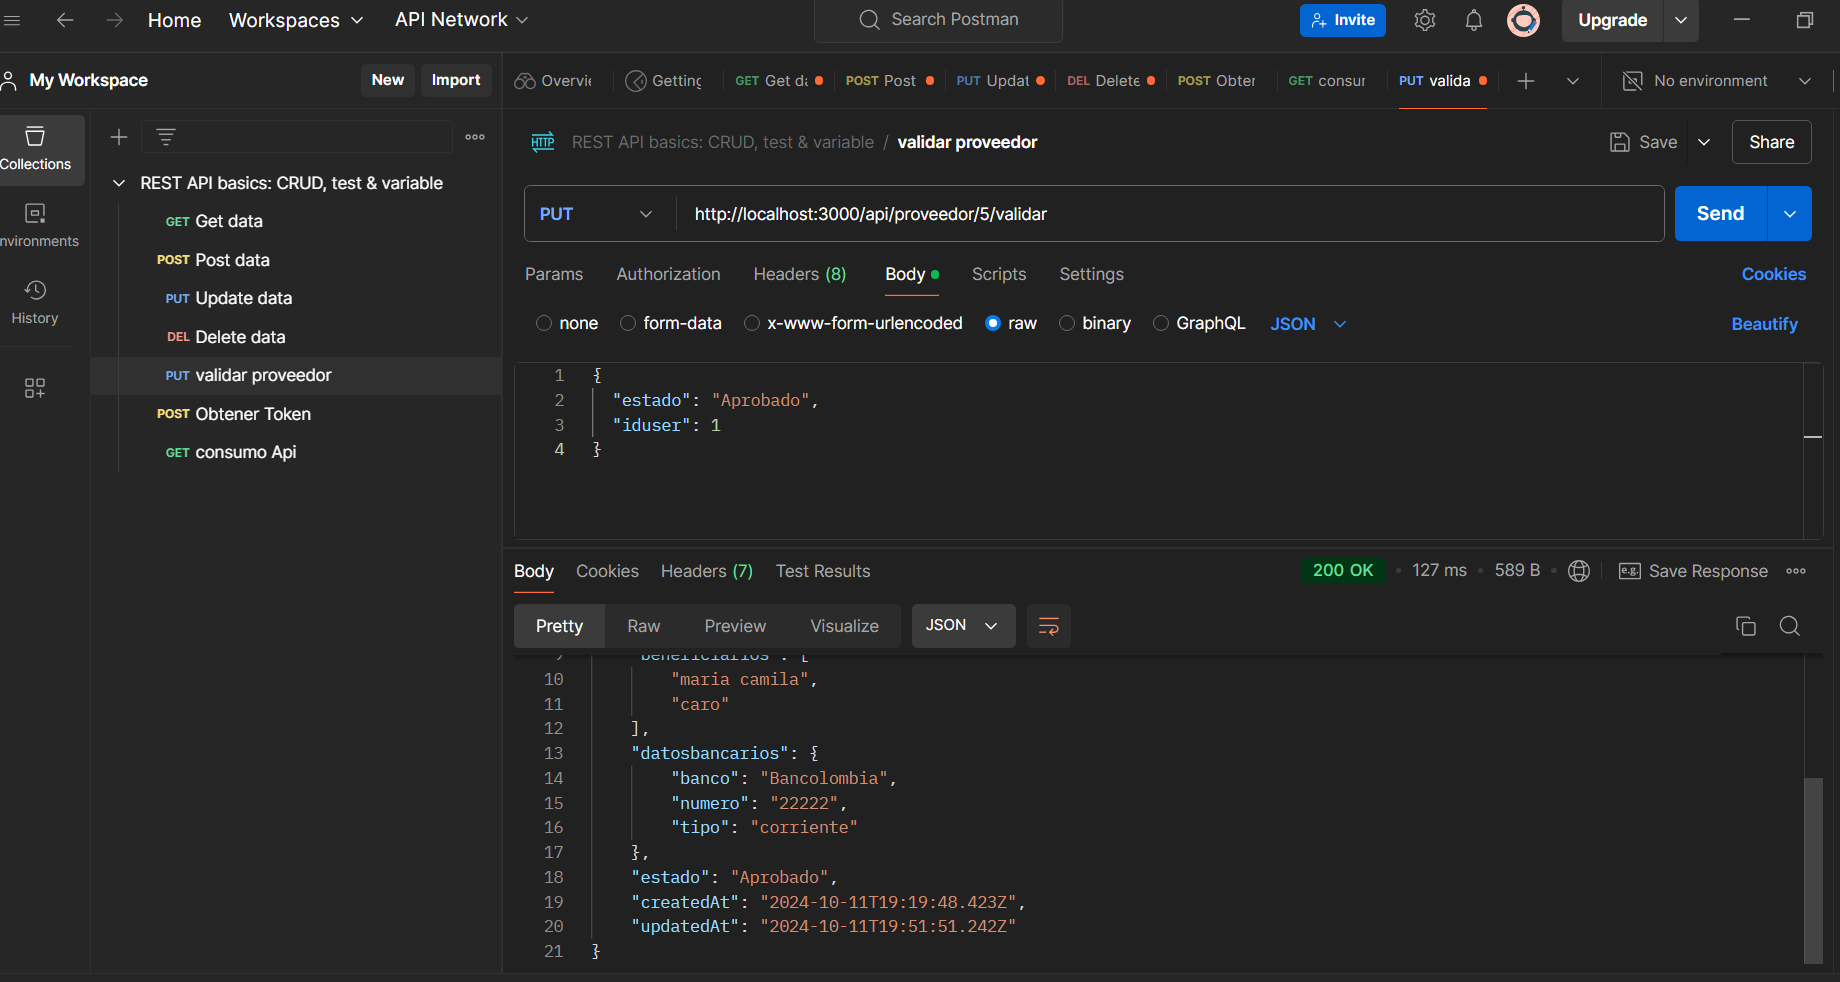 Home Workspaces API Network Search Postman Invite Upgrade
My Workspace New Import Overvie Getting GET Get da POST Post PUT Updat DEL Delete POST Obter GET consur PUT valida No environment
Collections
REST API basics: CRUD, test & variable / validar proveedor Save Share
REST API basics: CRUD, test & variable
GET Get data
POST Post data
PUT Update data
DEL Delete data
PUT validar proveedor
POST Obtener Token
GET consumo Api
nvironments
History
PUT http://localhost:3000/api/proveedor/5/validar Send
Params Authorization Headers (8) Body Scripts Settings Cookies
none form-data x-www-form-urlencoded raw binary GraphQL JSON Beautify
1 {
2 "estado": "Aprobado",
3 "iduser": 1
4 }
Body Cookies Headers (7) Test Results 200 OK 127 ms 589 B e.g. Save Response
Pretty Raw Preview Visualize JSON
9 "beneficiarios": [
10 "maria camila",
11 "caro"
12 ],
13 "datosbancarios": {
14 "banco": "Bancolombia",
15 "numero": "22222",
16 "tipo": "corriente"
17 },
18 "estado": "Aprobado",
19 "createdAt": "2024-10-11T19:19:48.423Z",
20 "updatedAt": "2024-10-11T19:51:51.242Z"
21 }